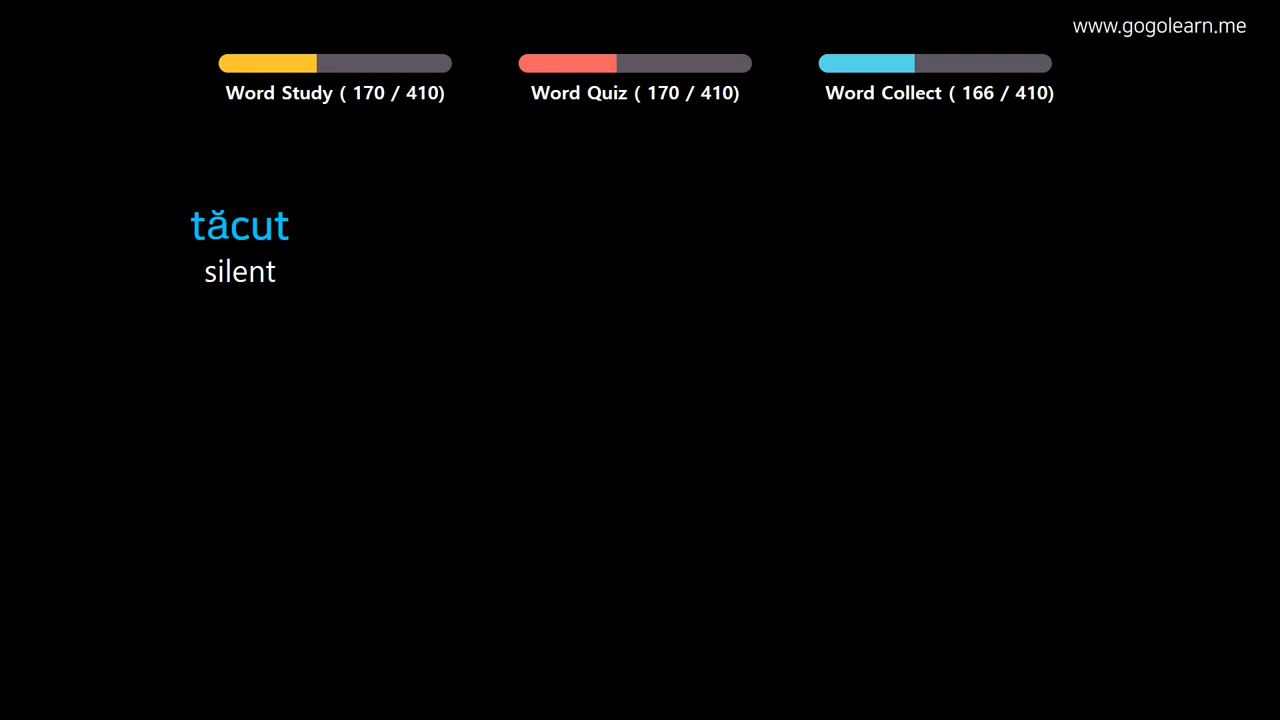 www.gogolearn.me
Word Study ( 170 / 410)
Word Quiz ( 170 / 410)
Word Collect ( 166 / 410)
tăcut
silent